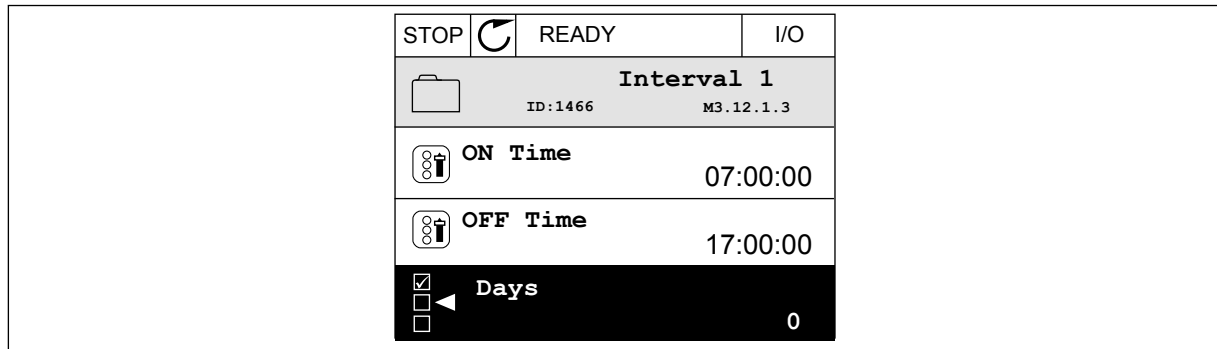 STOP READY I/O
Interval 1
ID:1466 M3.12.1.3
ON Time
07:00:00
OFF Time
17:00:00
Days
0